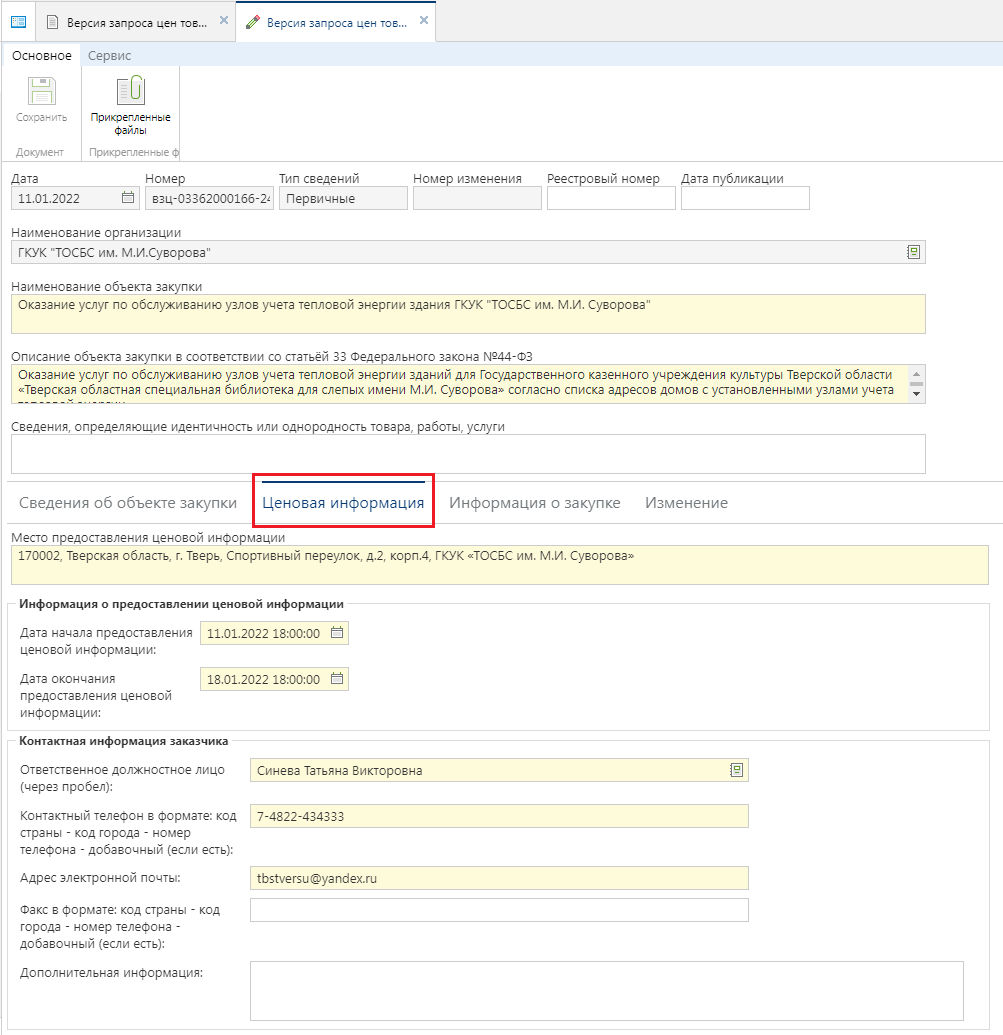 Версия запроса цен тов...
Версия запроса цен тов...
Основное
Сервис
Сохранить
Прикрепленные
файлы
Документ
Прикрепленные ф
Дата
Номер
Тип сведений
Номер изменения
Реестровый номер
Дата публикации
11.01.2022
взц-03362000166-24
Первичные
Наименование организации
ГКУК "ТОСБС им. М.И.Суворова"
Наименование объекта закупки
Оказание услуг по обслуживанию узлов учета тепловой энергии здания ГКУК "ТОСБС им. М.И. Суворова"
Описание объекта закупки в соответствии со статьёй 33 Федерального закона №44-ФЗ
Оказание услуг по обслуживанию узлов учета тепловой энергии зданий для Государственного казенного учреждения культуры Тверской области
«Тверская областная специальная библиотека для слепых имени М.И. Суворова» согласно списка адресов домов с установленными узлами учета
тепловой энергии
Сведения, определяющие идентичность или однородность товара, работы, услуги
Сведения об объекте закупки
Ценовая информация
Информация о закупке
Изменение
Место предоставления ценовой информации
170002, Тверская область, г. Тверь, Спортивный переулок, д.2, корп.4, ГКУК «ТОСБС им. М.И. Суворова»
Информация о предоставлении ценовой информации
Дата начала предоставления
ценовой информации:
11.01.2022 18:00:00
Дата окончания
предоставления ценовой
информации:
18.01.2022 18:00:00
Контактная информация заказчика
Ответственное должностное лицо
(через пробел):
Синева Татьяна Викторовна
Контактный телефон в формате: код
страны - код города - номер
телефона - добавочный (если есть):
7-4822-434333
Адрес электронной почты:
tbstversu@yandex.ru
Факс в формате: код страны - код
города - номер телефона -
добавочный (если есть):
Дополнительная информация: